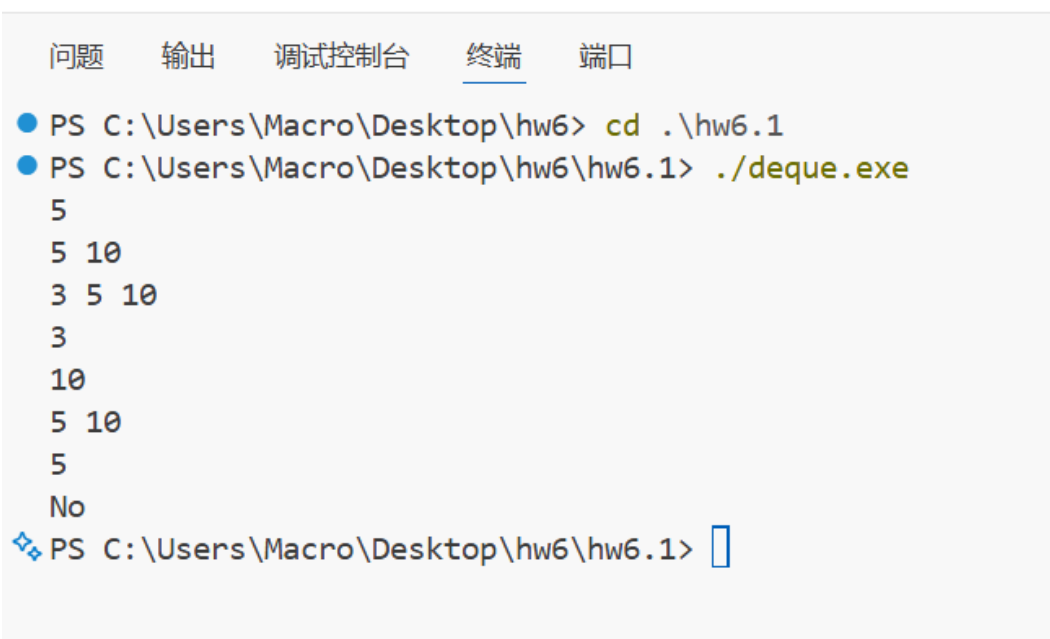 问题 输出 调试控制台 终端 端口
PS C:\Users\Macro\Desktop\hw6> cd .\hw6.1
PS C:\Users\Macro\Desktop\hw6\hw6.1> ./deque.exe
5
5 10
3 5 10
3
10
5 10
5
No
PS C:\Users\Macro\Desktop\hw6\hw6.1>